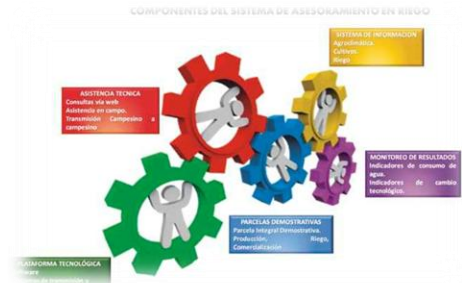 COMPONENTES DEL SISTEMA DE ASESORAMIENTO EN RIEGO
SISTEMA DE INFORMACION
Agroclimática.
Cultivos.
Riego
ASISTENCIA TECNICA
Consultas vía web
Asistencia en campo.
Transmisión Campesino a
campesino
MONITOREO DE RESULTADOS
Indicadores de consumo de
agua.
Indicadores de cambio
tecnológico.
PARCELAS DEMOSTRATIVAS
Parcela Integral Demostrativa.
Producción. Riego,
Comercialización
PLATAFORMA TECNOLÓGICA